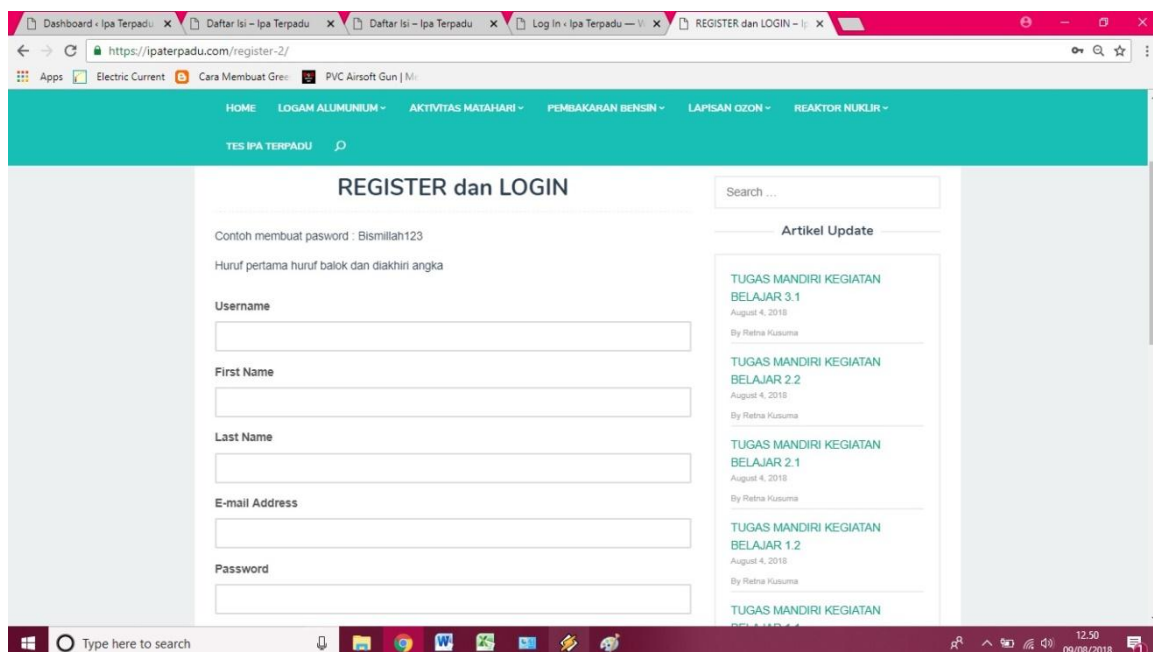 Dashboard ‹ Ipa Terpadu
Daftar Isi – Ipa Terpadu
Daftar Isi – Ipa Terpadu
Log In ‹ Ipa Terpadu —
REGISTER dan LOGIN –
https://ipaterpadu.com/register-2/
Apps
Electric Current
Cara Membuat Gree
PVC Airsoft Gun |
HOME
LOGAM ALUMUNIUM
AKTIVITAS MATAHARI
PEMBAKARAN BENSIN
LAPISAN OZON
REAKTOR NUKLIR
TES IPA TERPADU
REGISTER dan LOGIN
Contoh membuat pasword : Bismillah123
Huruf pertama huruf balok dan diakhiri angka
Username
First Name
Last Name
E-mail Address
Password
Search ...
Artikel Update
TUGAS MANDIRI KEGIATAN
BELAJAR 3.1
August 4, 2018
By Retna Kusuma
TUGAS MANDIRI KEGIATAN
BELAJAR 2.2
August 4, 2018
By Retna Kusuma
TUGAS MANDIRI KEGIATAN
BELAJAR 2.1
August 4, 2018
By Retna Kusuma
TUGAS MANDIRI KEGIATAN
BELAJAR 1.2
August 4, 2018
By Retna Kusuma
TUGAS MANDIRI KEGIATAN
Type here to search
12.50
09/08/2018